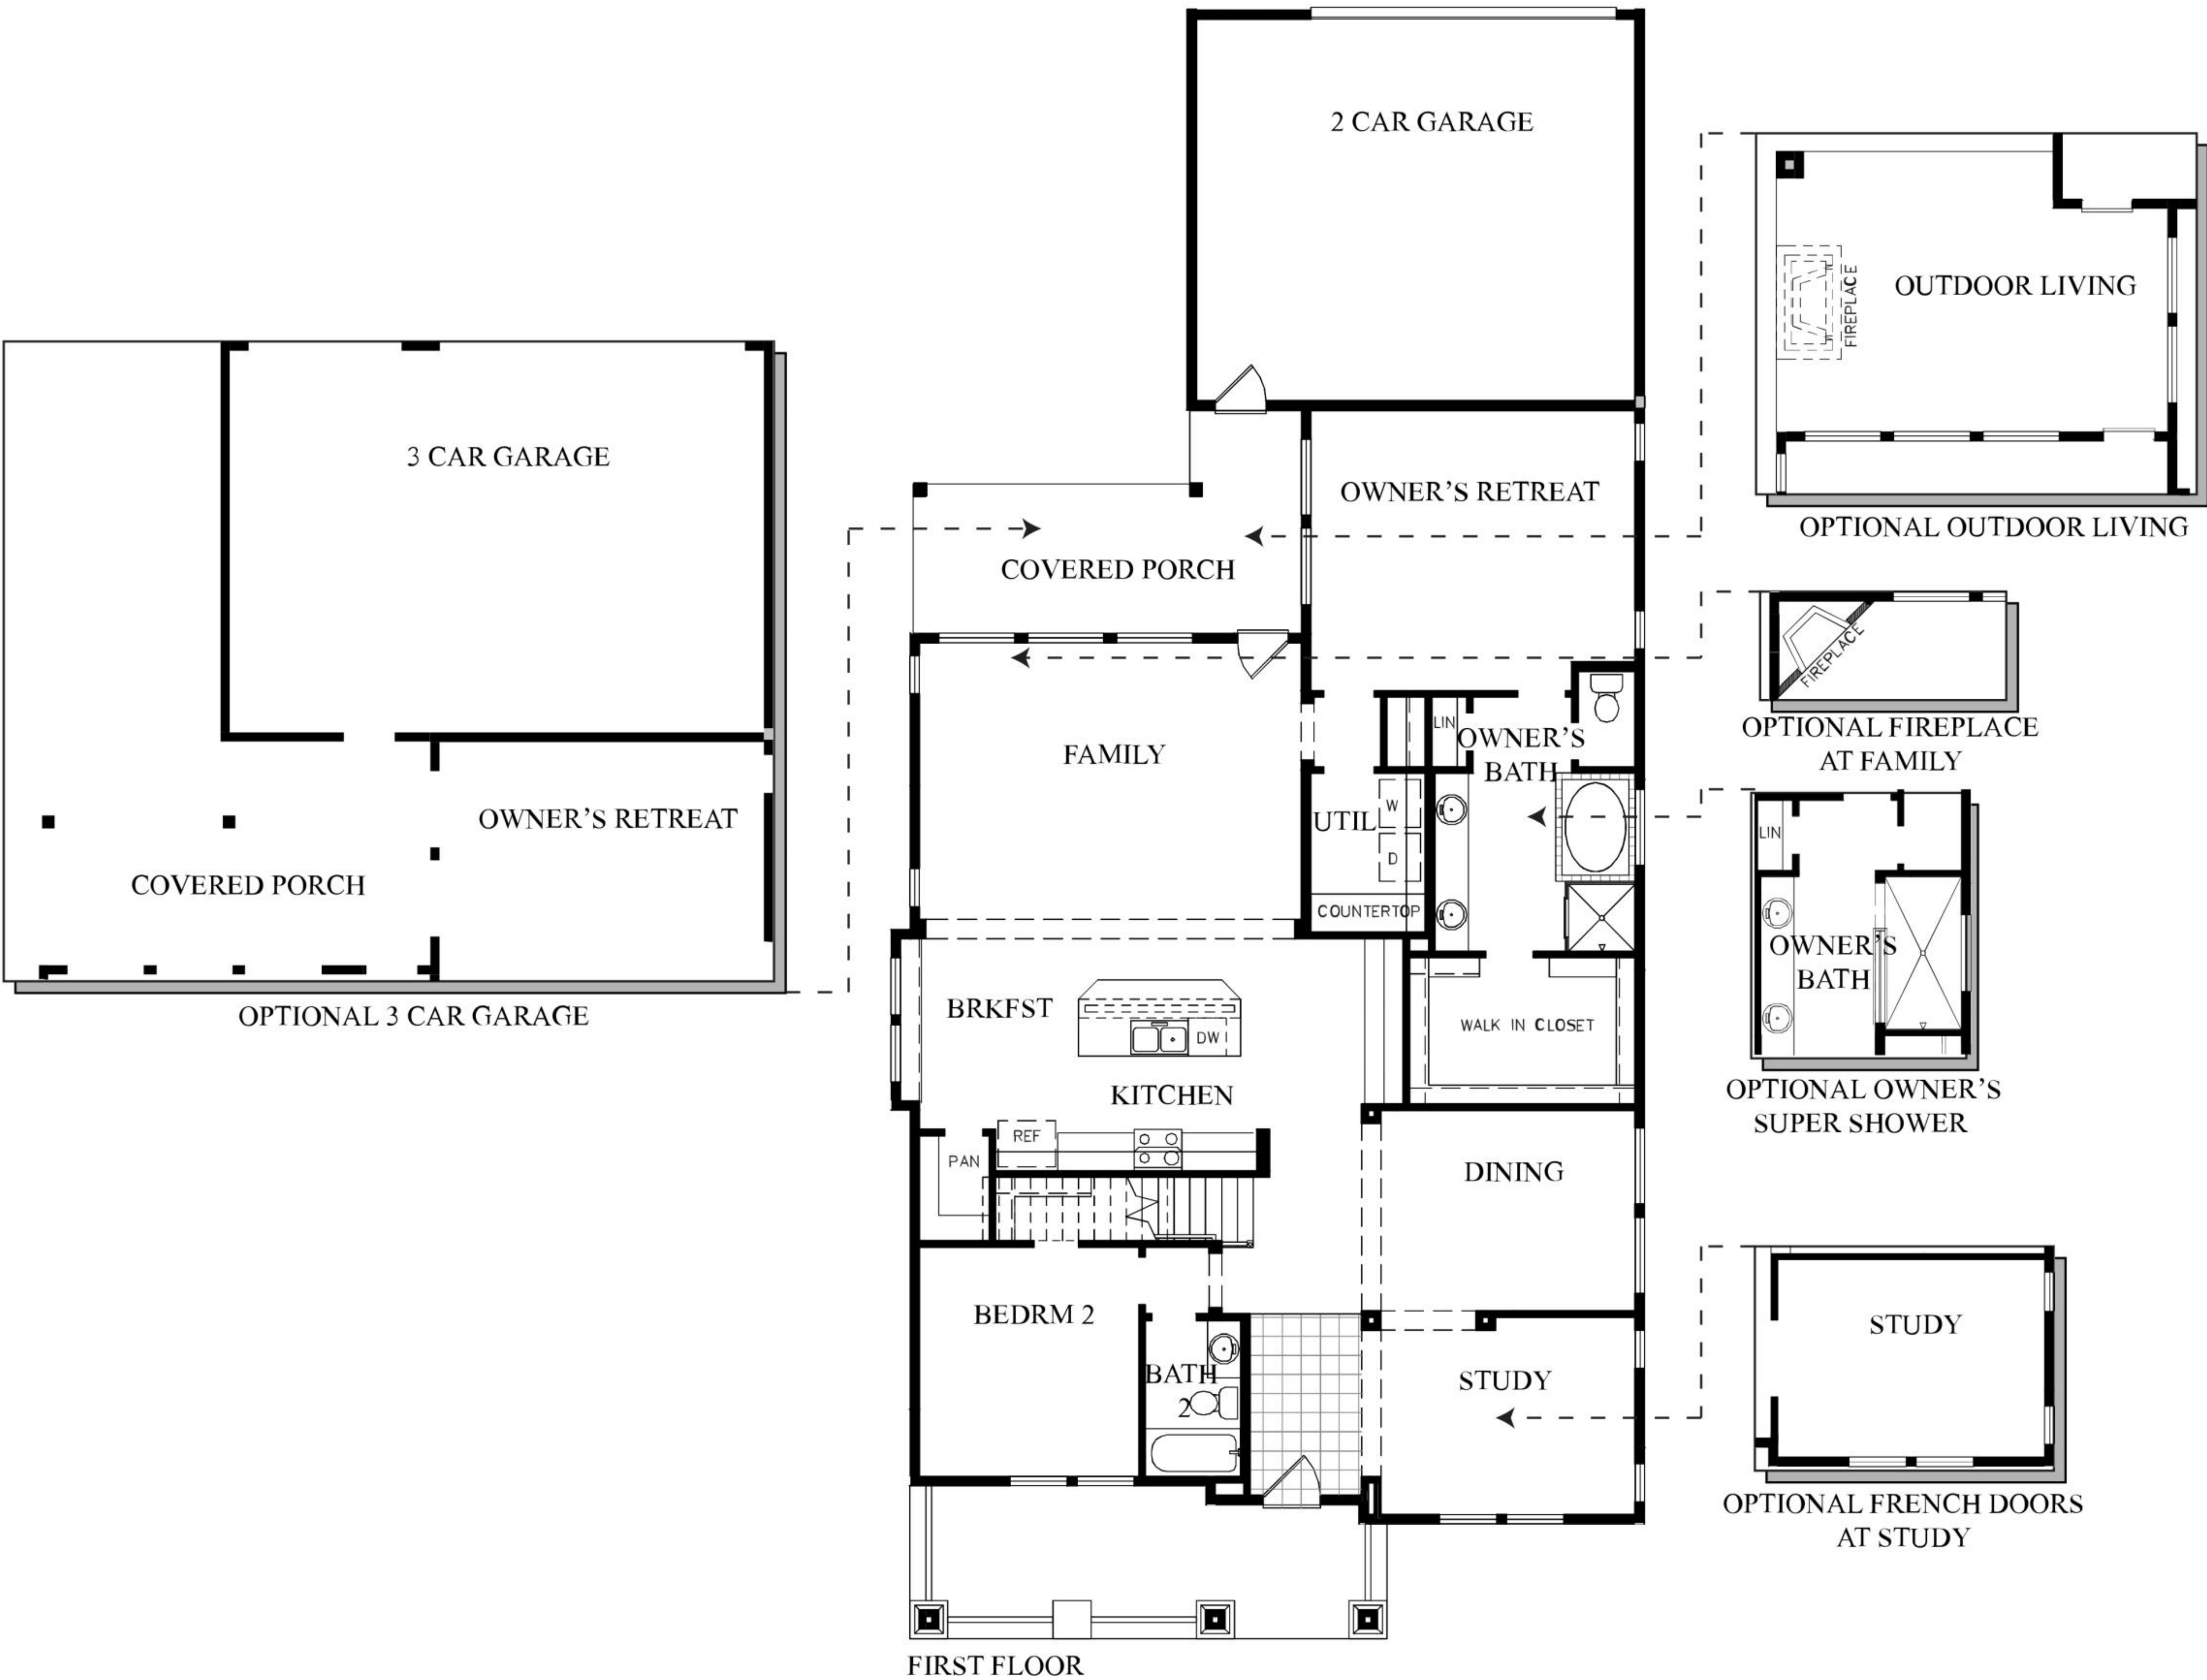 2 CAR GARAGE
OUTDOOR LIVING
FIREPLACE
OPTIONAL OUTDOOR LIVING
3 CAR GARAGE
OWNER'S RETREAT
COVERED PORCH
OPTIONAL 3 CAR GARAGE
OWNER'S RETREAT
COVERED PORCH
FIREPLACE
OPTIONAL FIREPLACE
AT FAMILY
FAMILY
LIN
OWNER'S
BATH
UTIL
W
D
COUNTERTOP
LIN
OWNER'S
BATH
OPTIONAL OWNER'S
SUPER SHOWER
BRKFST
DW
WALK IN CLOSET
KITCHEN
REF
PAN
DINING
BEDRM 2
BATH
2
STUDY
STUDY
OPTIONAL FRENCH DOORS
AT STUDY
FIRST FLOOR